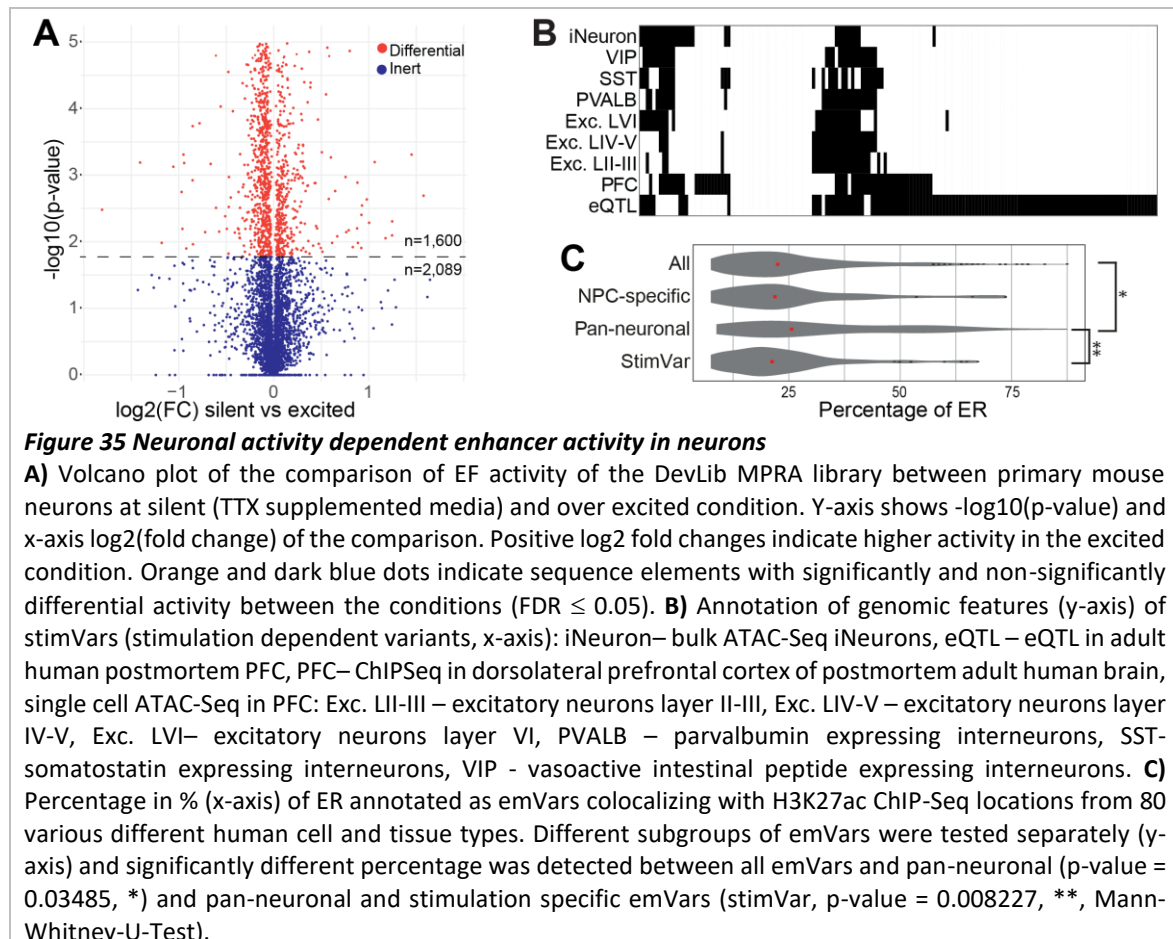 A
5
4
3
2
1
0
-log10(p-value)
Differential
Inert
n=1,600
n=2,089
−1
0
1
log2(FC) silent vs excited
B
iNeuron
VIP
SST
PVALB
Exc. LVI
Exc. LIV-V
Exc. LII-III
PFC
eQTL
C
All
NPC-specific
Pan-neuronal
StimVar
*
**
25
50
75
Percentage of ER
Figure 35 Neuronal activity dependent enhancer activity in neurons
A) Volcano plot of the comparison of EF activity of the DevLib MPRA library between primary mouse
neurons at silent (TTX supplemented media) and over excited condition. Y-axis shows -log10(p-value) and
x-axis log2(fold change) of the comparison. Positive log2 fold changes indicate higher activity in the excited
condition. Orange and dark blue dots indicate sequence elements with significantly and non-significantly
differential activity between the conditions (FDR ≤ 0.05). B) Annotation of genomic features (y-axis) of
stimVars (stimulation dependent variants, x-axis): iNeuron– bulk ATAC-Seq iNeurons, eQTL – eQTL in adult
human postmortem PFC, PFC– ChIPSeq in dorsolateral prefrontal cortex of postmortem adult human brain,
single cell ATAC-Seq in PFC: Exc. LII-III – excitatory neurons layer II-III, Exc. LIV-V – excitatory neurons layer
IV-V, Exc. LVI– excitatory neurons layer VI, PVALB – parvalbumin expressing interneurons, SST-
somatostatin expressing interneurons, VIP - vasoactive intestinal peptide expressing interneurons. C)
Percentage in % (x-axis) of ER annotated as emVars colocalizing with H3K27ac ChIP-Seq locations from 80
various different human cell and tissue types. Different subgroups of emVars were tested separately (y-
axis) and significantly different percentage was detected between all emVars and pan-neuronal (p-value =
0.03485, *) and pan-neuronal and stimulation specific emVars (stimVar, p-value = 0.008227, **, Mann-
Whitney-U-Test).